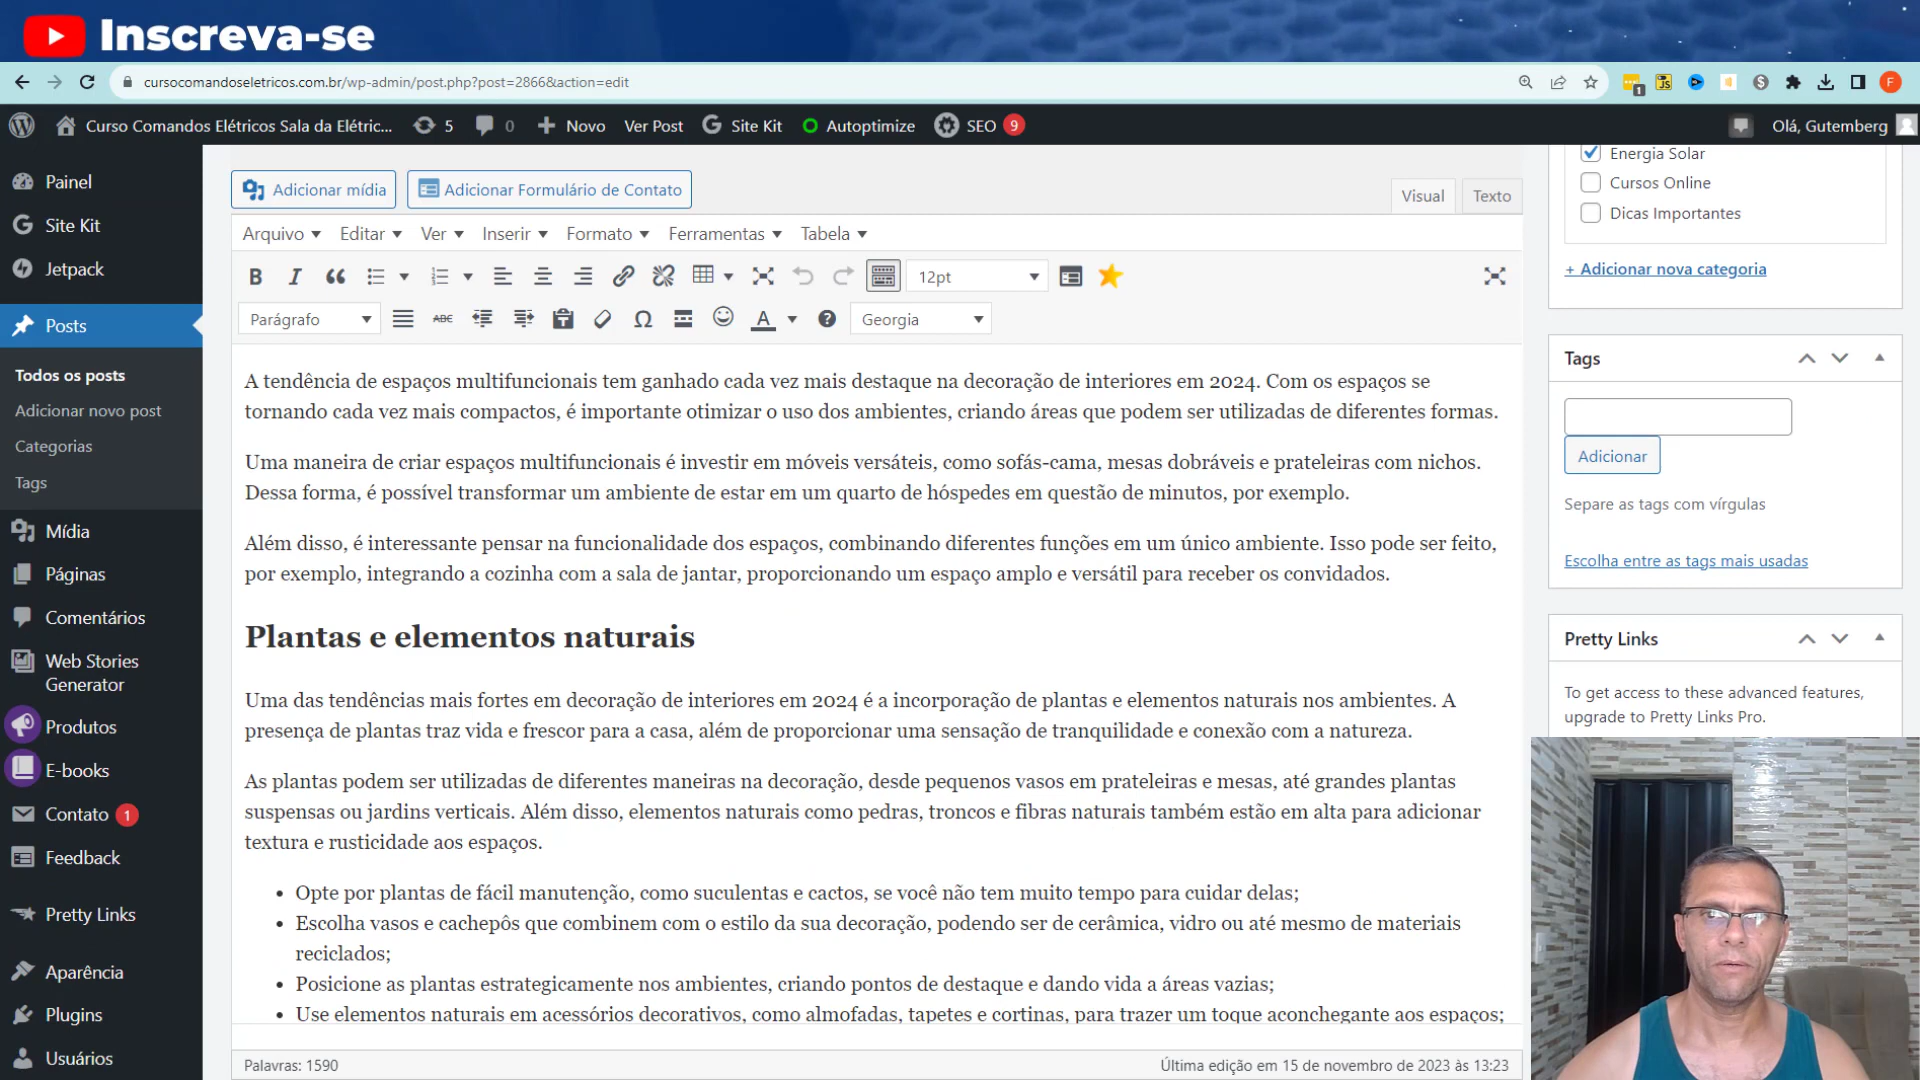 Inscreva-se
cursocomandoseletricos.com.br/wp-admin/post.php?post=2866&action=edit
1
JS
F
Curso Comandos Elétricos Sala da Elétric...
5
0
Novo
Ver Post
Site Kit
Autoptimize
SEO
9
Olá, Gutemberg
Painel
Site Kit
Jetpack
Posts
Todos os posts
Adicionar novo post
Categorias
Tags
Mídia
Páginas
Comentários
Web Stories
Generator
Produtos
E-books
Contato 1
Feedback
Pretty Links
Aparência
Plugins
Usuários
Adicionar mídia
Adicionar Formulário de Contato
Visual
Texto
Arquivo
Editar
Ver
Inserir
Formato
Ferramentas
Tabela
B I
12pt
Parágrafo
ABC
Ω
A
Georgia
A tendência de espaços multifuncionais tem ganhado cada vez mais destaque na decoração de interiores em 2024. Com os espaços se
tornando cada vez mais compactos, é importante otimizar o uso dos ambientes, criando áreas que podem ser utilizadas de diferentes formas.
Uma maneira de criar espaços multifuncionais é investir em móveis versáteis, como sofás-cama, mesas dobráveis e prateleiras com nichos.
Dessa forma, é possível transformar um ambiente de estar em um quarto de hóspedes em questão de minutos, por exemplo.
Além disso, é interessante pensar na funcionalidade dos espaços, combinando diferentes funções em um único ambiente. Isso pode ser feito,
por exemplo, integrando a cozinha com a sala de jantar, proporcionando um espaço amplo e versátil para receber os convidados.
Plantas e elementos naturais
Uma das tendências mais fortes em decoração de interiores em 2024 é a incorporação de plantas e elementos naturais nos ambientes. A
presença de plantas traz vida e frescor para a casa, além de proporcionar uma sensação de tranquilidade e conexão com a natureza.
As plantas podem ser utilizadas de diferentes maneiras na decoração, desde pequenos vasos em prateleiras e mesas, até grandes plantas
suspensas ou jardins verticais. Além disso, elementos naturais como pedras, troncos e fibras naturais também estão em alta para adicionar
textura e rusticidade aos espaços.
• Opte por plantas de fácil manutenção, como suculentas e cactos, se você não tem muito tempo para cuidar delas;
• Escolha vasos e cachepôs que combinem com o estilo da sua decoração, podendo ser de cerâmica, vidro ou até mesmo de materiais
reciclados;
• Posicione as plantas estrategicamente nos ambientes, criando pontos de destaque e dando vida a áreas vazias;
• Use elementos naturais em acessórios decorativos, como almofadas, tapetes e cortinas, para trazer um toque aconchegante aos espaços;
Palavras: 1590
Última edição em 15 de novembro de 2023 às 13:23
Energia Solar
Cursos Online
Dicas Importantes
+ Adicionar nova categoria
Tags
Adicionar
Separe as tags com vírgulas
Escolha entre as tags mais usadas
Pretty Links
To get access to these advanced features,
upgrade to Pretty Links Pro.